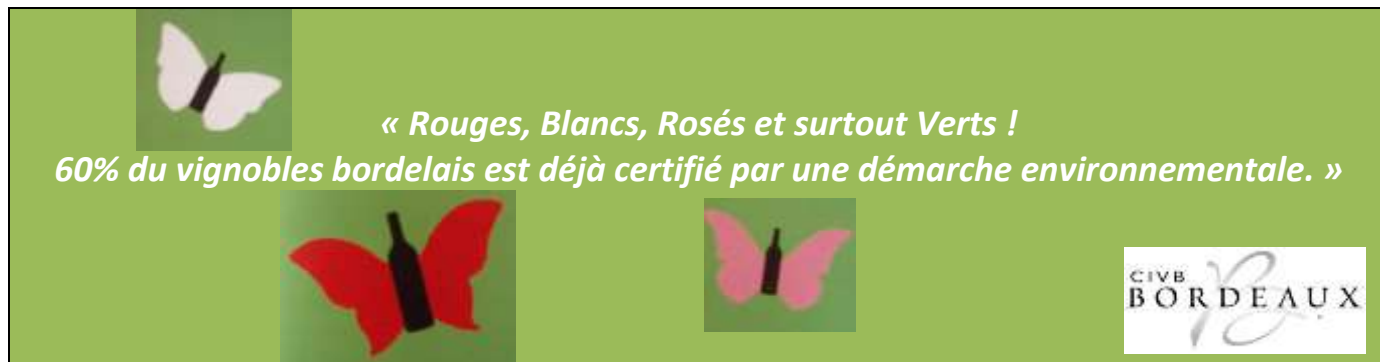 « Rouges, Blancs, Rosés et surtout Verts !
60% du vignobles bordelais est déjà certifié par une démarche environnementale. »
CIVB
BORDEAUX